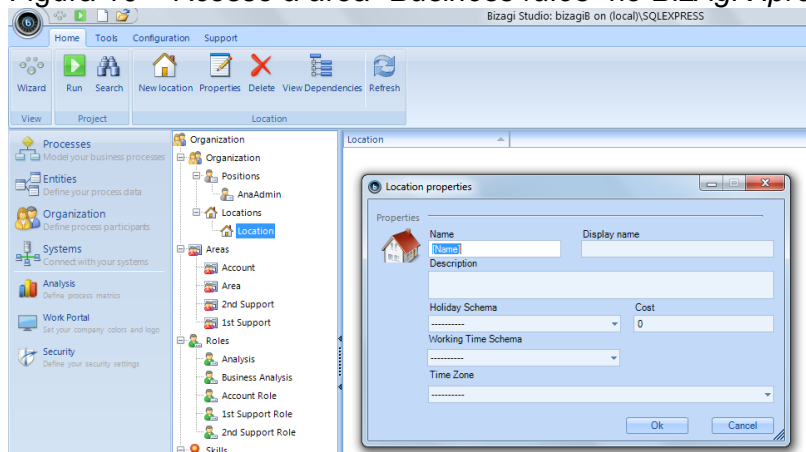 Bizagi Studio: bizagiB on (local)\SQLEXPRESS
Home Tools Configuration Support
Wizard Run Search New location Properties Delete View Dependencies Refresh
View Project Location
Processes
Model your business processes
Entities
Define your process data
Organization
Define process participants
Systems
Connect with your systems
Analysis
Define process metrics
Work Portal
Set your company colors and logo
Security
Define your security settings
Organization
Organization
Positions
AnaAdmin
Locations
Location
Areas
Account
Area
2nd Support
1st Support
Roles
Analysis
Business Analysis
Account Role
1st Support Role
2nd Support Role
Skills
Location
Location properties
Properties
Name Display name
[Name]
Description
Holiday Schema Cost
---------- 0
Working Time Schema
----------
Time Zone
----------
Ok Cancel